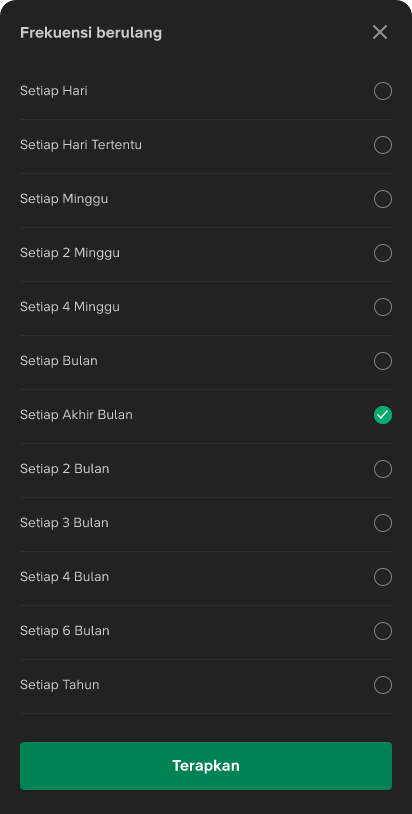 Frekuensi berulang
Setiap Hari
Setiap Hari Tertentu
Setiap Minggu
Setiap 2 Minggu
Setiap 4 Minggu
Setiap Bulan
Setiap Akhir Bulan
Setiap 2 Bulan
Setiap 3 Bulan
Setiap 4 Bulan
Setiap 6 Bulan
Setiap Tahun
Terapkan